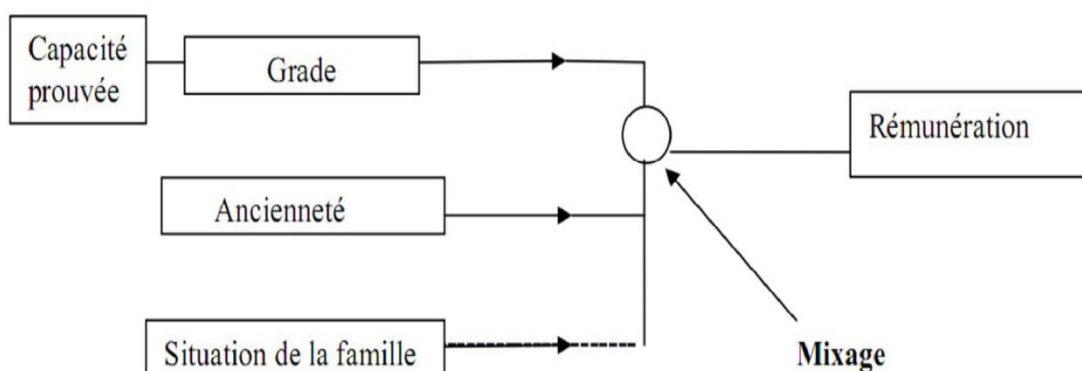 Capacité
prouvée
Grade
Rémunération
Ancienneté
Situation de la famille
Mixage